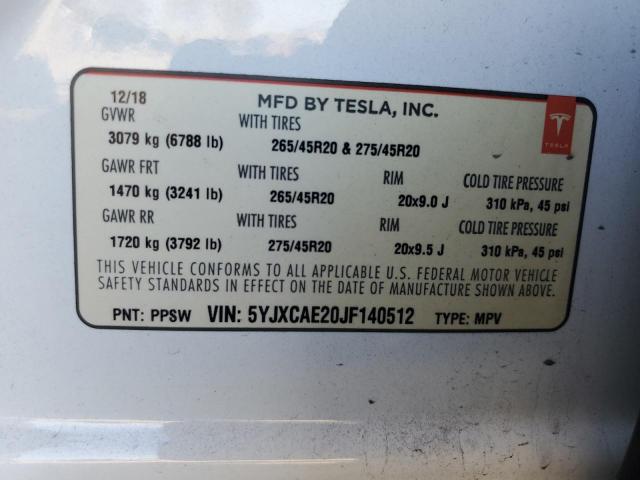 12/18 MFD BY TESLA, INC.
GVWR WITH TIRES
3079 kg (6788 lb) 265/45R20 & 275/45R20
TESLA
GAWR FRT WITH TIRES RIM COLD TIRE PRESSURE
1470 kg (3241 lb) 265/45R20 20x9.0 J 310 kPa, 45 psi
GAWR RR WITH TIRES RIM COLD TIRE PRESSURE
1720 kg (3792 lb) 275/45R20 20x9.5 J 310 kPa, 45 psi
THIS VEHICLE CONFORMS TO ALL APPLICABLE U.S. FEDERAL MOTOR VEHICLE
SAFETY STANDARDS IN EFFECT ON THE DATE OF MANUFACTURE SHOWN ABOVE.
PNT: PPSW VIN: 5YJXCAE20JF140512 TYPE: MPV